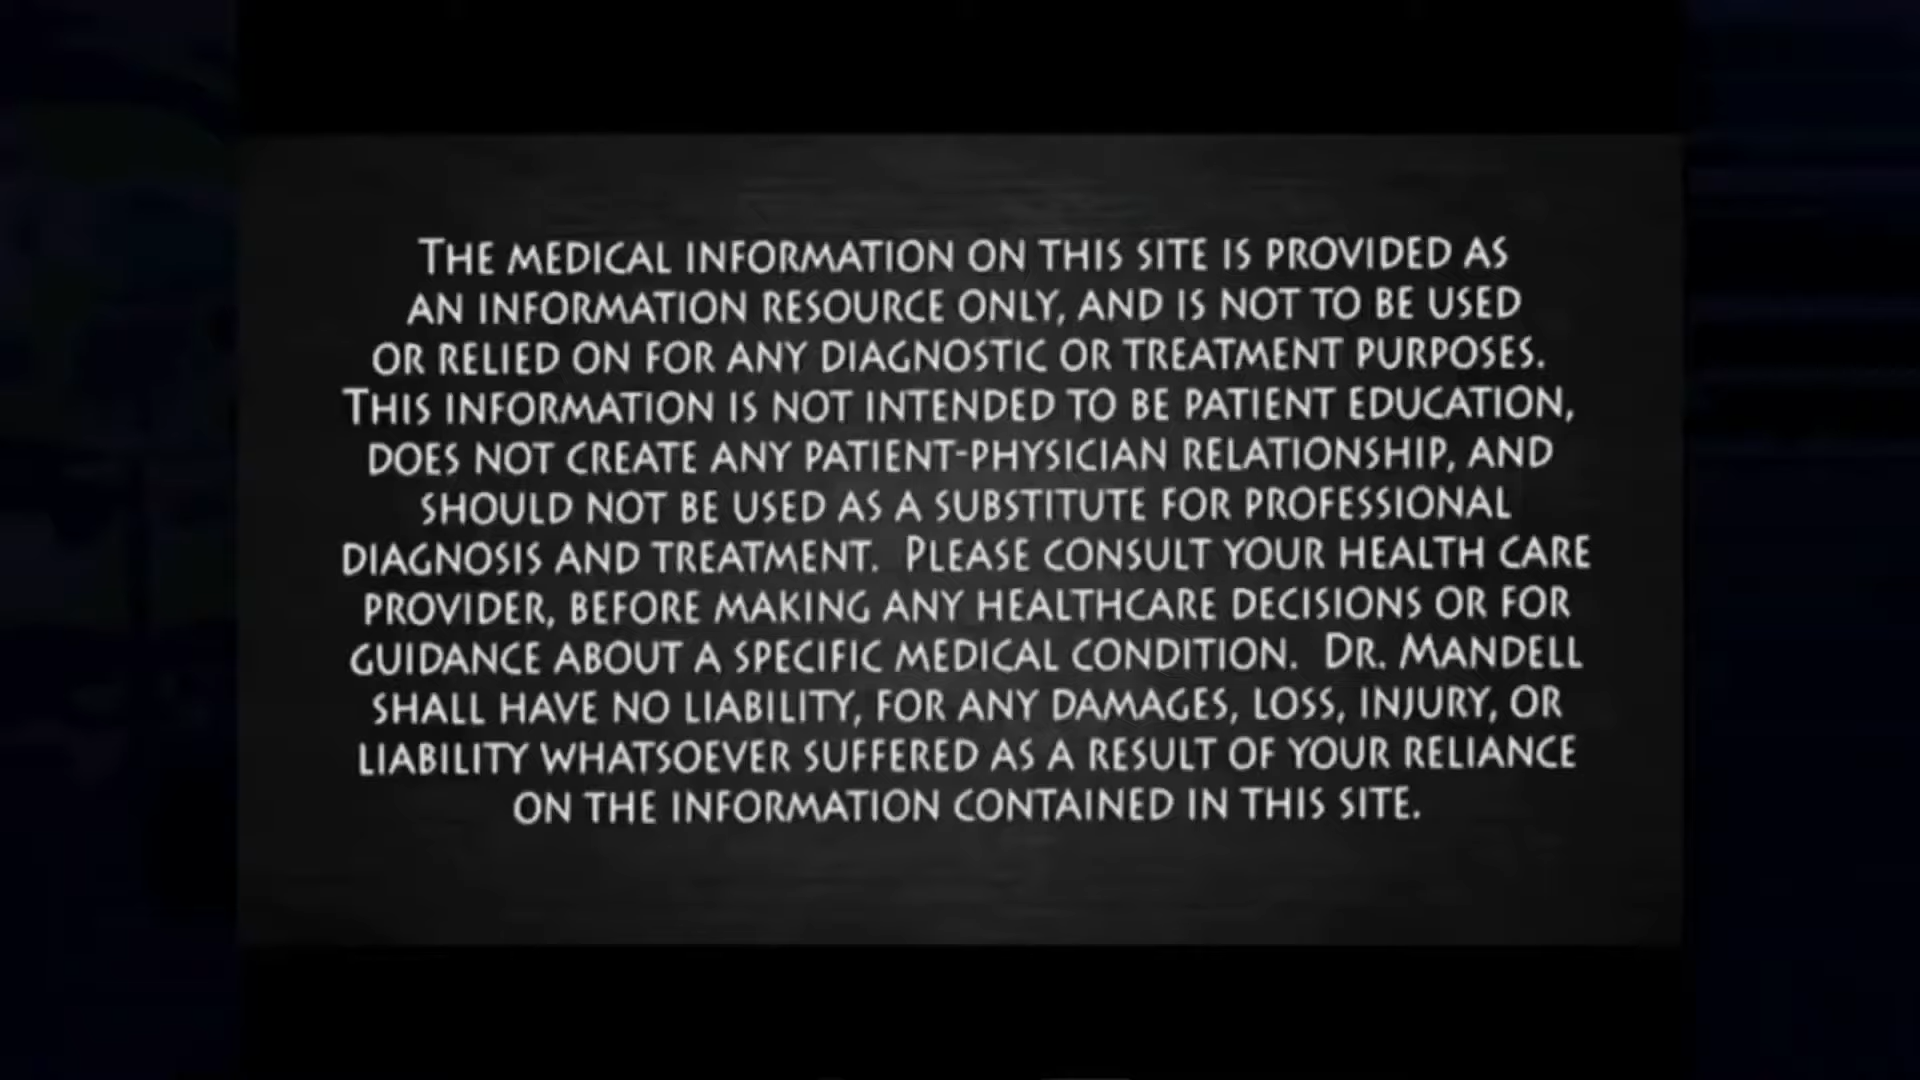 The medical information on this site is provided as
an information resource only, and is not to be used
or relied on for any diagnostic or treatment purposes.
This information is not intended to be patient education,
does not create any patient-physician relationship, and
should not be used as a substitute for professional
diagnosis and treatment. Please consult your health care
provider, before making any healthcare decisions or for
guidance about a specific medical condition. Dr. Mandell
shall have no liability, for any damages, loss, injury, or
liability whatsoever suffered as a result of your reliance
on the information contained in this site.